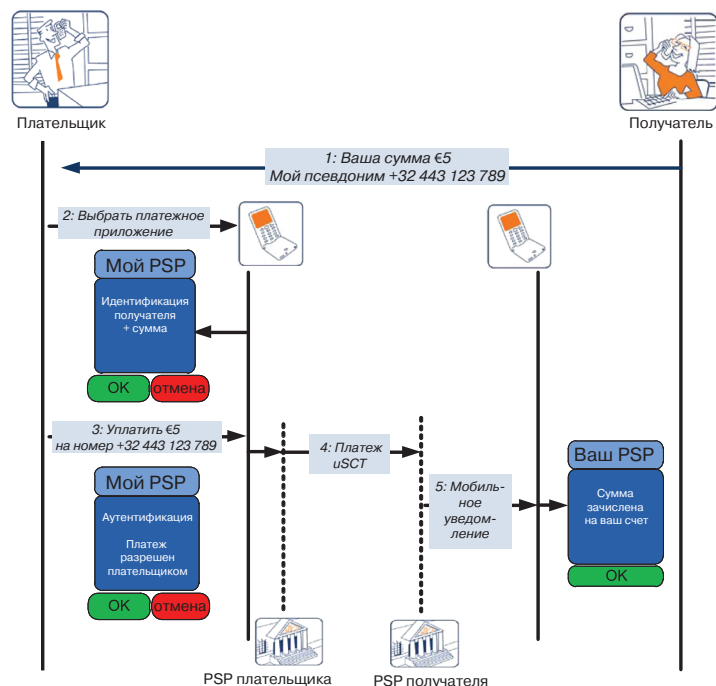 Плательщик
Получатель
1: Ваша сумма €5
Мой псевдоним +32 443 123 789
2: Выбрать платежное
приложение
Мой PSP
Идентификация
получателя
+ сумма
OK
отмена
3: Уплатить €5
на номер +32 443 123 789
4: Платеж
uSCT
Мой PSP
Аутентификация
Платеж
разрешен
плательщиком
OK
отмена
5: Мобиль-
ное
уведом-
ление
Ваш PSP
Сумма
зачислена
на ваш счет
OK
PSP плательщика
PSP получателя